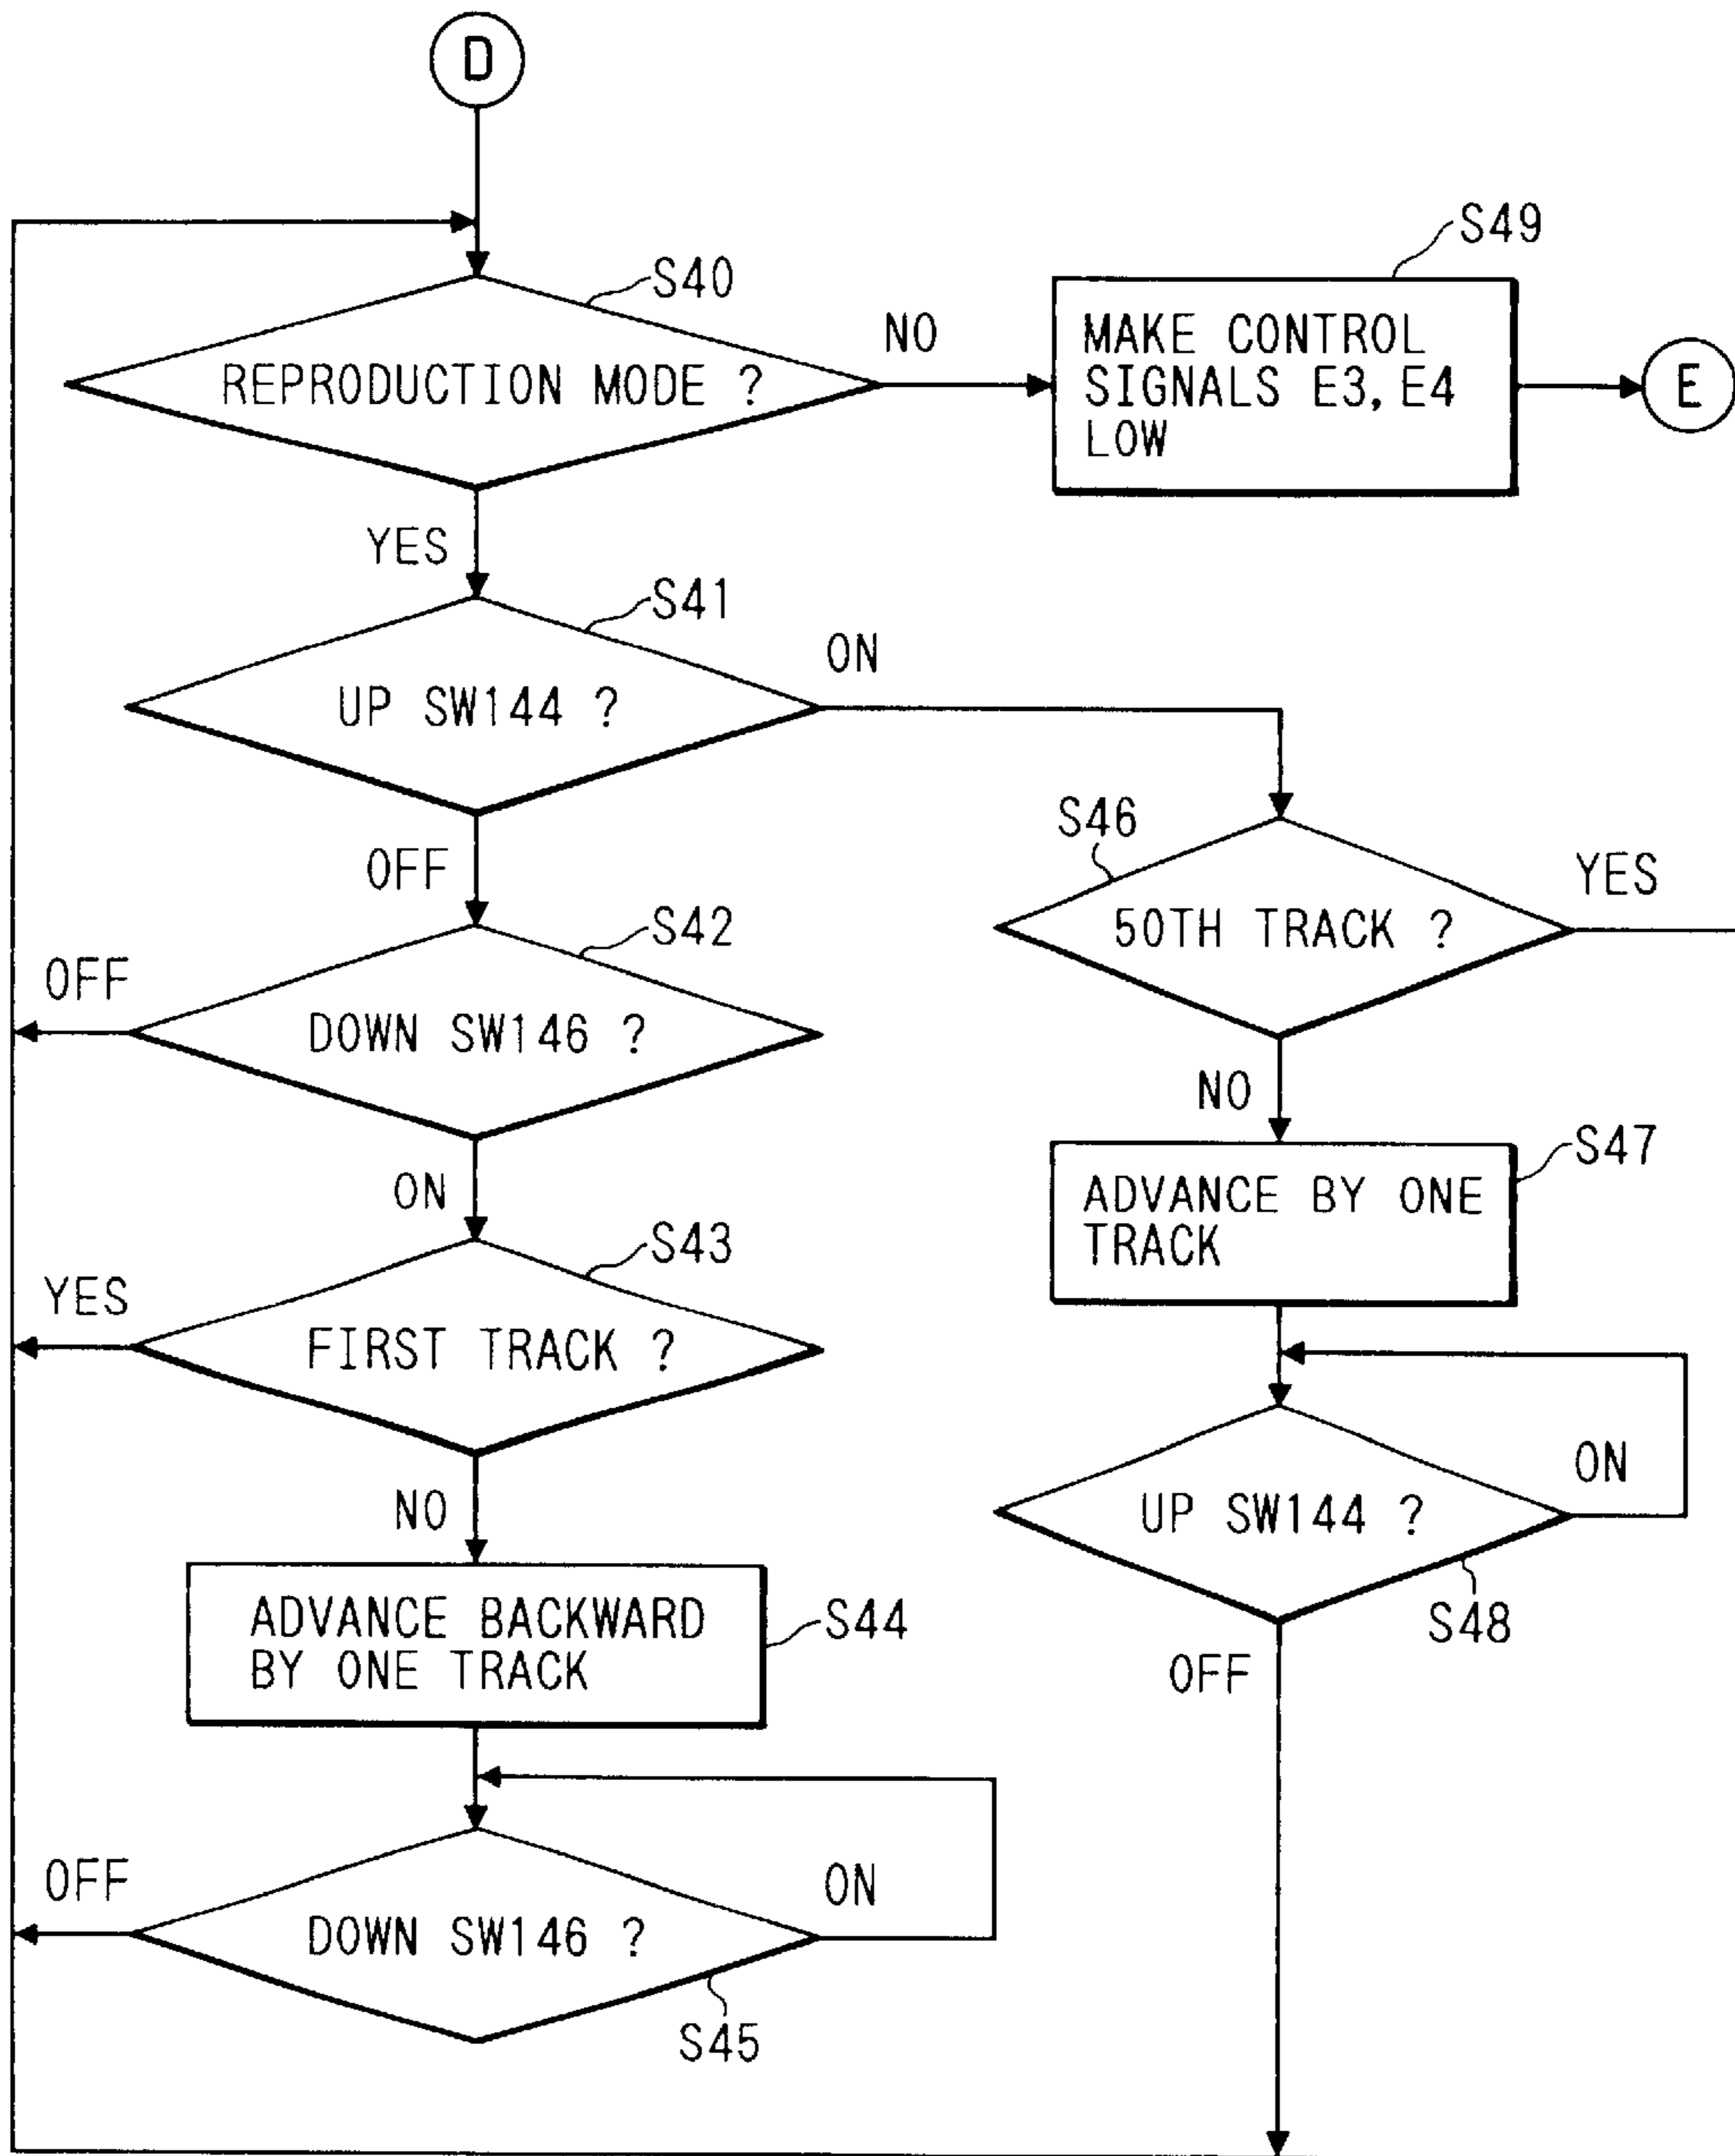 D
S40
REPRODUCTION MODE ?
NO
S49
MAKE CONTROL
SIGNALS E3, E4
LOW
E
YES
S41
UP SW144 ?
ON
OFF
S46
50TH TRACK ?
YES
S42
OFF
DOWN SW146 ?
NO
S47
ADVANCE BY ONE
TRACK
ON
S43
YES
FIRST TRACK ?
NO
UP SW144 ?
ON
S48
OFF
S44
ADVANCE BACKWARD
BY ONE TRACK
OFF
DOWN SW146 ?
ON
S45